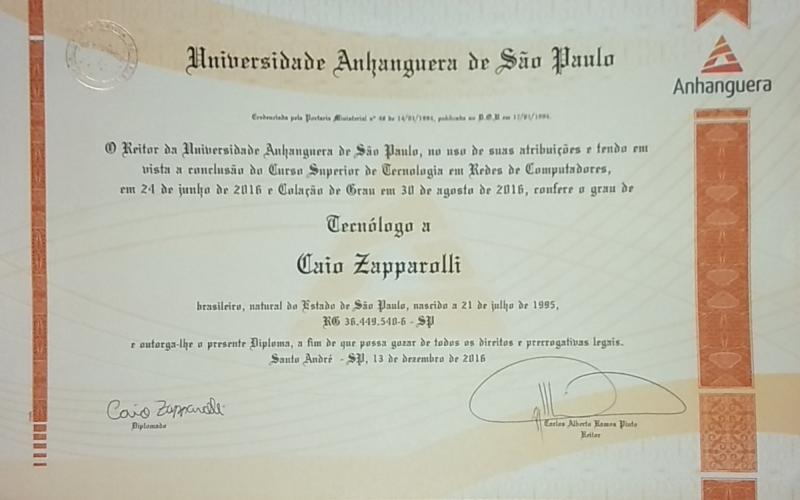 Universidade Anhanguera de São Paulo
Anhanguera
Credenciada pela Portaria Ministerial nº 46 de 14/01/1994, publicada no D.O.U em 17/01/1994.
O Reitor da Universidade Anhanguera de São Paulo, no uso de suas atribuições e tendo em
vista a conclusão do Curso Superior de Tecnologia em Redes de Computadores,
em 24 de junho de 2016 e Colação de Grau em 30 de agosto de 2016, confere o grau de
Tecnólogo a
Caio Zapparolli
brasileiro, natural do Estado de São Paulo, nascido a 21 de julho de 1995,
RG 36.449.540-6 - SP
e outorga-lhe o presente Diploma, a fim de que possa gozar de todos os direitos e prerrogativas legais.
Santo André - SP, 13 de dezembro de 2016
Caio Zapparolli
Diplomado
Carlos Alberto Ramos Pinto
Reitor